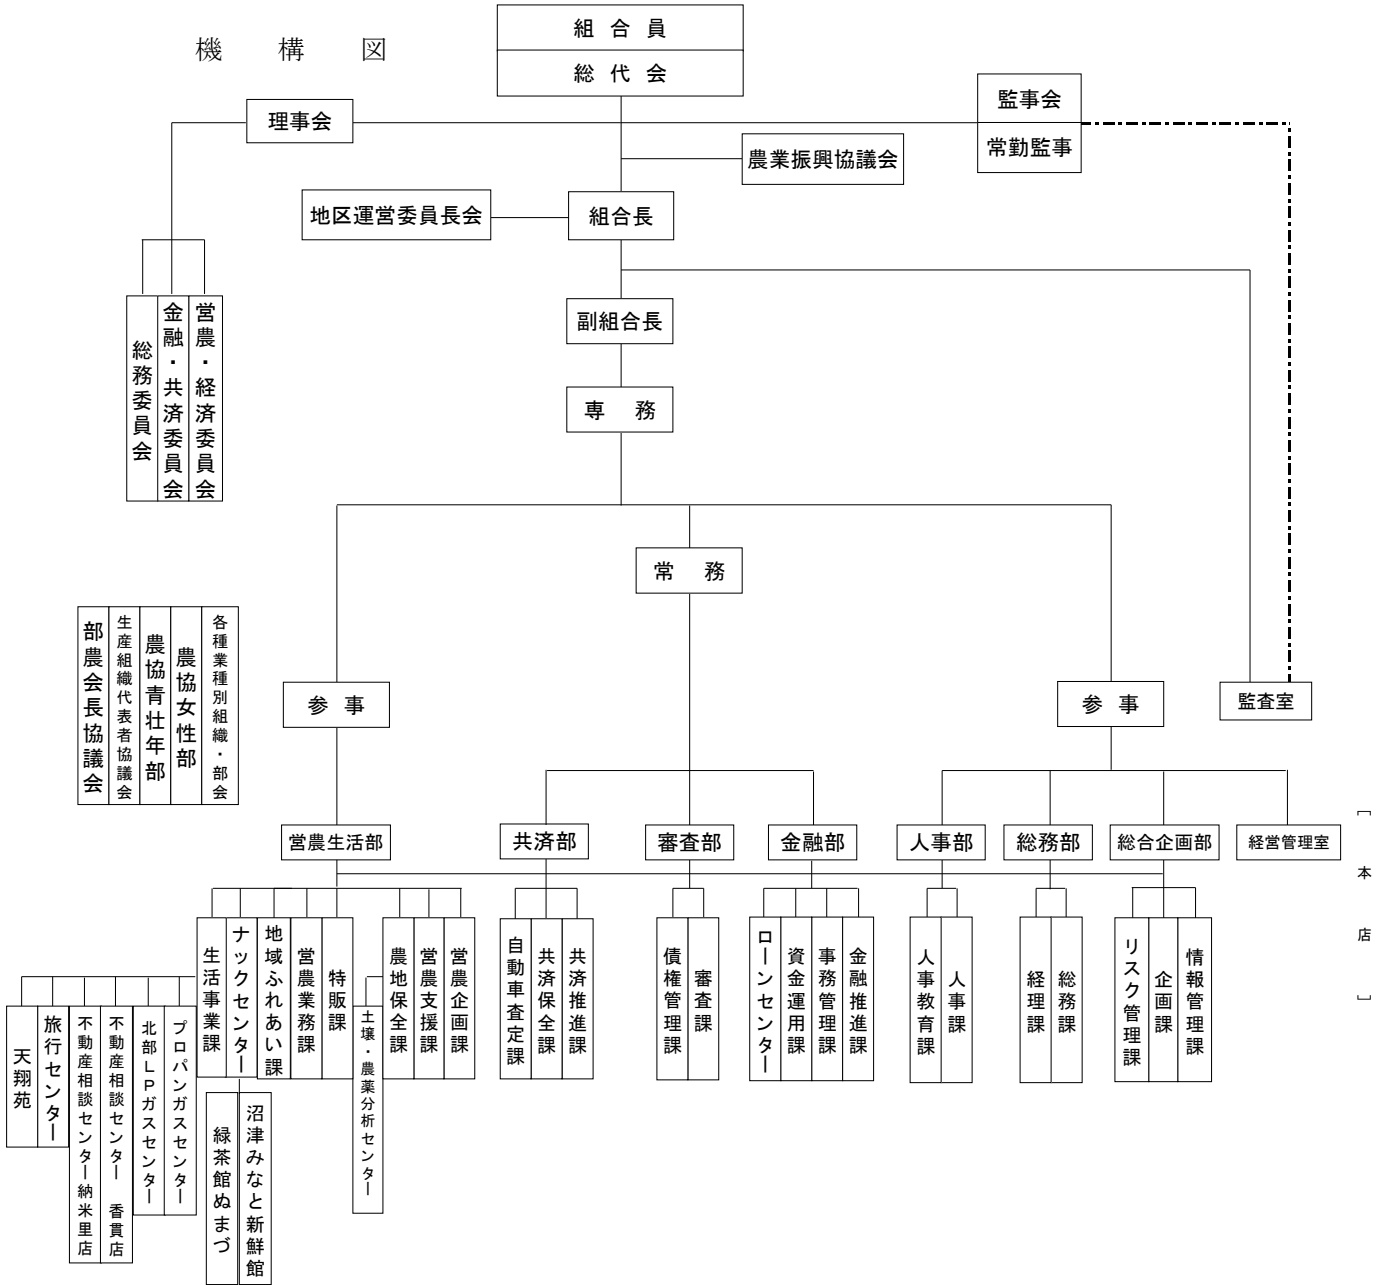 機 構 図
組 合 員
総 代 会
理事会
監事会
常勤監事
農業振興協議会
地区運営委員長会
組合長
副組合長
専 務
総務委員会
金融・共済委員会
営農・経済委員会
常 務
部農会長協議会
生産組織代表者協議会
農協青壮年部
農協女性部
各種業種別組織・部会
参 事
参 事
監査室
営農生活部
共済部
審査部
金融部
人事部
総務部
総合企画部
経営管理室
[本店]
生活事業課
ナックセンター
地域ふれあい課
営農業務課
特販課
農地保全課
営農支援課
営農企画課
自動車査定課
共済保全課
共済推進課
債権管理課
審査課
ローンセンター
資金運用課
事務管理課
金融推進課
人事教育課
人事課
経理課
総務課
リスク管理課
企画課
情報管理課
天翔苑
旅行センター
不動産相談センター納米里店
不動産相談センター 香貫店
北部LPガスセンター
プロパンガスセンター
緑茶館ぬまづ
沼津みなと新鮮館
土壌・農薬分析センター